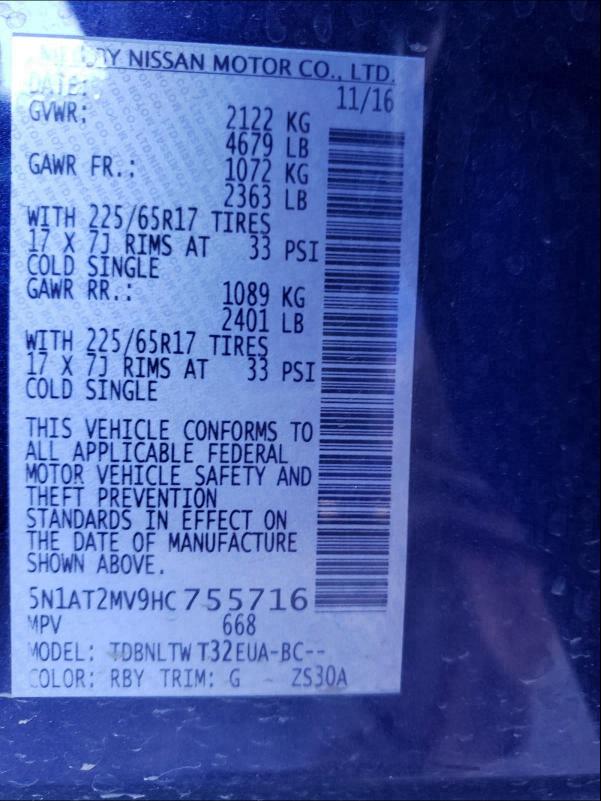 BY NISSAN MOTOR CO., LTD.
DATE: 11/16
GVWR: 2122 KG
4679 LB
GAWR FR.: 1072 KG
2363 LB
WITH 225/65R17 TIRES
17 X 7J RIMS AT 33 PSI
COLD SINGLE
GAWR RR.: 1089 KG
2401 LB
WITH 225/65R17 TIRES
17 X 7J RIMS AT 33 PSI
COLD SINGLE
THIS VEHICLE CONFORMS TO
ALL APPLICABLE FEDERAL
MOTOR VEHICLE SAFETY AND
THEFT PREVENTION
STANDARDS IN EFFECT ON
THE DATE OF MANUFACTURE
SHOWN ABOVE.
5N1AT2MV9HC755716
MPV 668
MODEL: TDBNLTW T32EUA-BC--
COLOR: RBY TRIM: G ZS30A